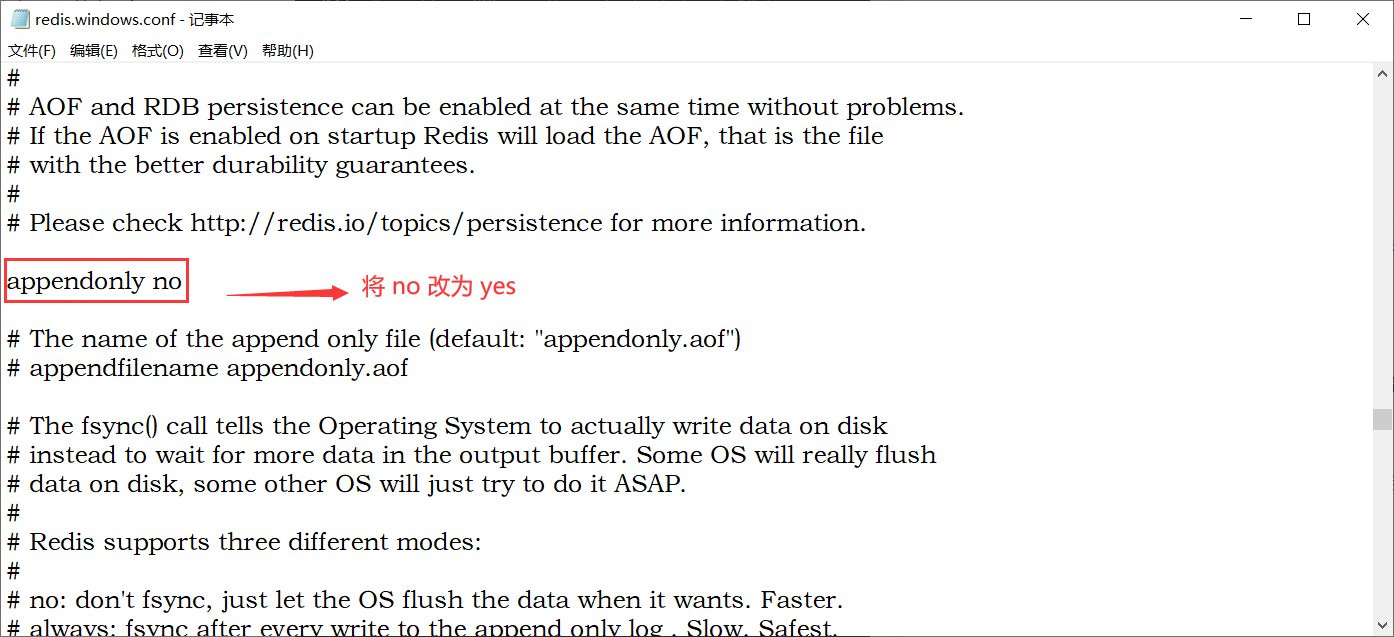 redis.windows.conf - 记事本
文件(F) 编辑(E) 格式(O) 查看(V) 帮助(H)
#
# AOF and RDB persistence can be enabled at the same time without problems.
# If the AOF is enabled on startup Redis will load the AOF, that is the file
# with the better durability guarantees.
#
# Please check http://redis.io/topics/persistence for more information.
appendonly no
将 no 改为 yes
# The name of the append only file (default: "appendonly.aof")
# appendfilename appendonly.aof
# The fsync() call tells the Operating System to actually write data on disk
# instead to wait for more data in the output buffer. Some OS will really flush
# data on disk, some other OS will just try to do it ASAP.
#
# Redis supports three different modes:
#
# no: don't fsync, just let the OS flush the data when it wants. Faster.
# always: fsync after every write to the append only log . Slow. Safest.